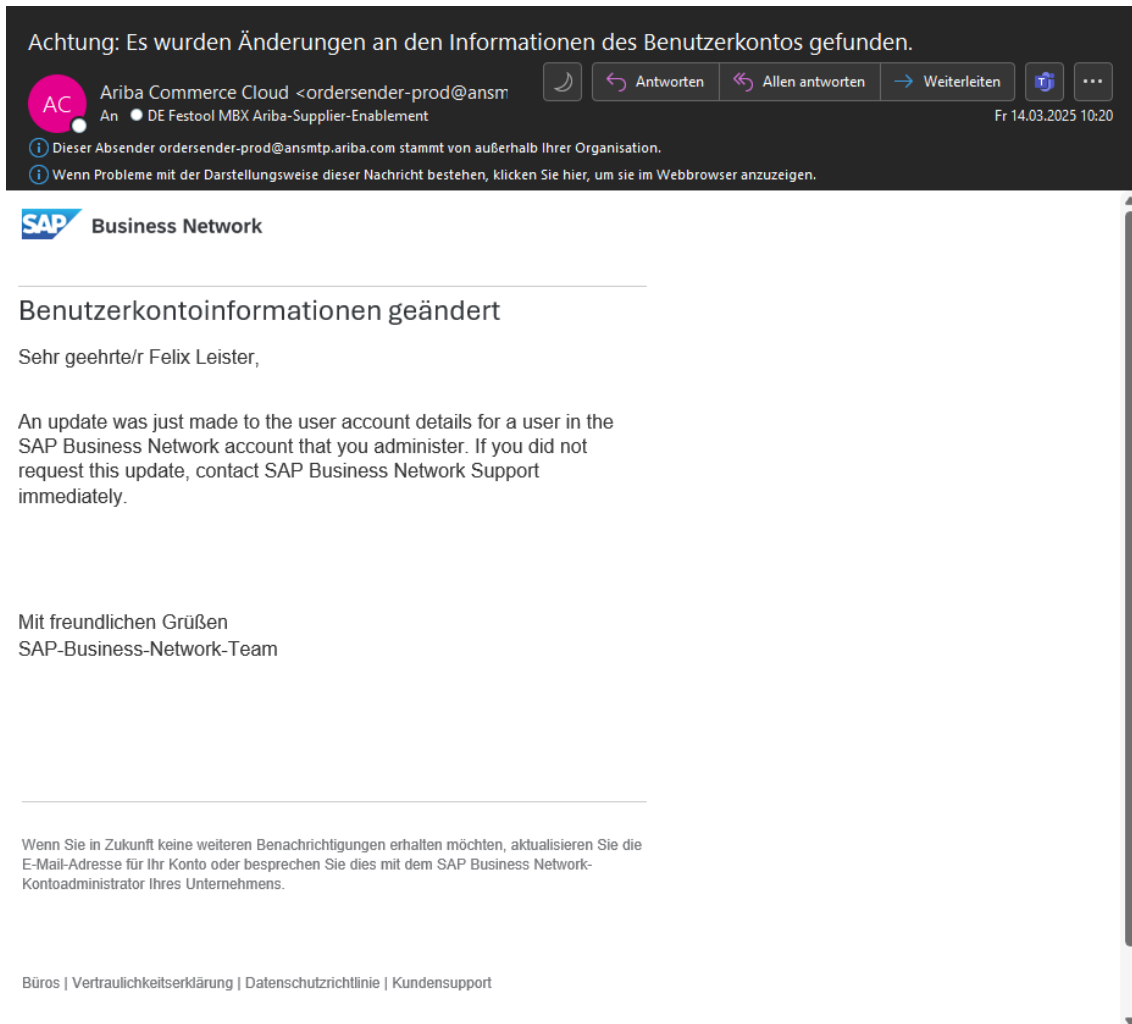 Achtung: Es wurden Änderungen an den Informationen des Benutzerkontos gefunden.
AC
Ariba Commerce Cloud <ordersender-prod@ansm
Antworten
Allen antworten
Weiterleiten
An DE Festool MBX Ariba-Supplier-Enablement
Fr 14.03.2025 10:20
Dieser Absender ordersender-prod@ansmtp.ariba.com stammt von außerhalb Ihrer Organisation.
Wenn Probleme mit der Darstellungsweise dieser Nachricht bestehen, klicken Sie hier, um sie im Webbrowser anzuzeigen.
SAP Business Network
Benutzerkontoinformationen geändert
Sehr geehrte/r Felix Leister,
An update was just made to the user account details for a user in the
SAP Business Network account that you administer. If you did not
request this update, contact SAP Business Network Support
immediately.
Mit freundlichen Grüßen
SAP-Business-Network-Team
Wenn Sie in Zukunft keine weiteren Benachrichtigungen erhalten möchten, aktualisieren Sie die
E-Mail-Adresse für Ihr Konto oder besprechen Sie dies mit dem SAP Business Network-
Kontoadministrator Ihres Unternehmens.
Büros | Vertraulichkeitserklärung | Datenschutzrichtlinie | Kundensupport